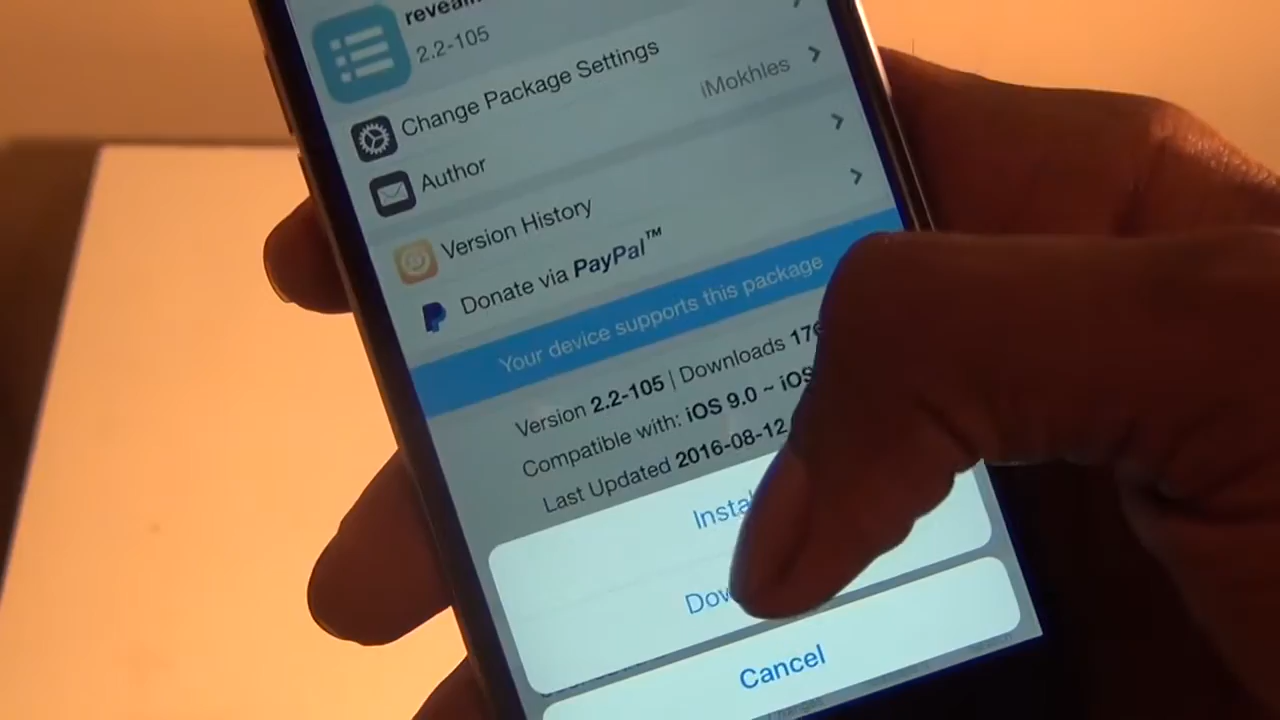 2.2-105
Change Package Settings
Author
iMokhles
Version History
Donate via PayPal™
Your device supports this package
Version 2.2-105 | Downloads
Compatible with: iOS 9.0 ~ iOS
Last Updated 2016-08-12
Cancel